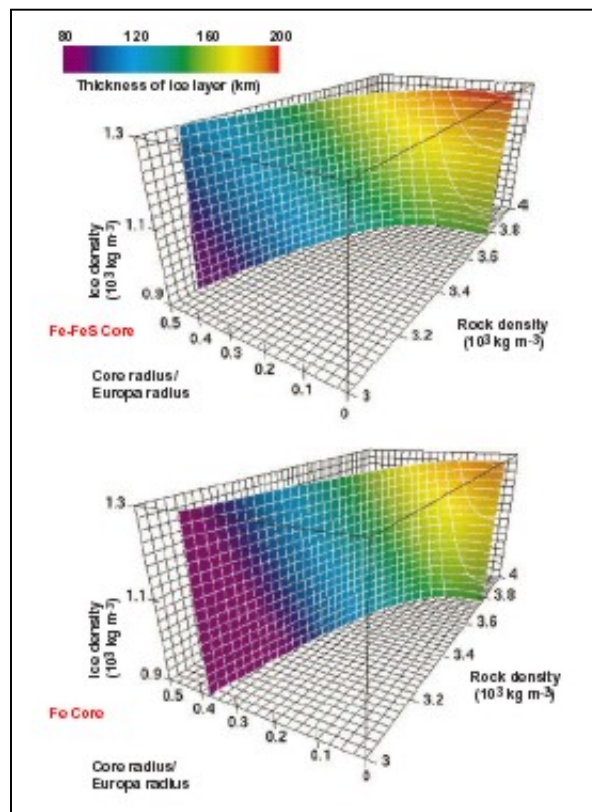 80 120 160 200
Thickness of Ice layer (km)
1.3
1.1
0.9
Ice density
(10³ kg m⁻³)
Fe-FeS Core
0.5 0.4 0.3 0.2 0.1 0
Core radius/
Europa radius
4
3.8
3.6
3.4
3.2
3
Rock density
(10³ kg m⁻³)
1.3
1.1
0.9
Ice density
(10³ kg m⁻³)
Fe Core
0.5 0.4 0.3 0.2 0.1 0
Core radius/
Europa radius
4
3.8
3.6
3.4
3.2
3
Rock density
(10³ kg m⁻³)